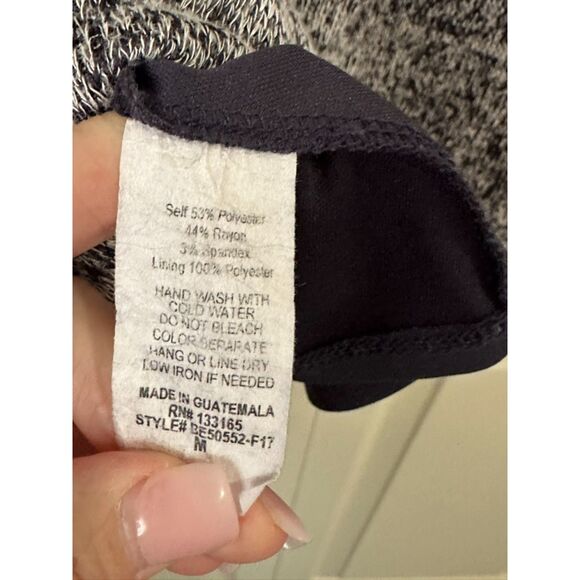 Self 53% Polyester
44% Rayon
3% Spandex
Lining 100% Polyester
HAND WASH WITH
COLD WATER
DO NOT BLEACH
COLOR SEPARATE
HANG OR LINE DRY
LOW IRON IF NEEDED
MADE IN GUATEMALA
RN# 133165
STYLE# BE50552-F17
M